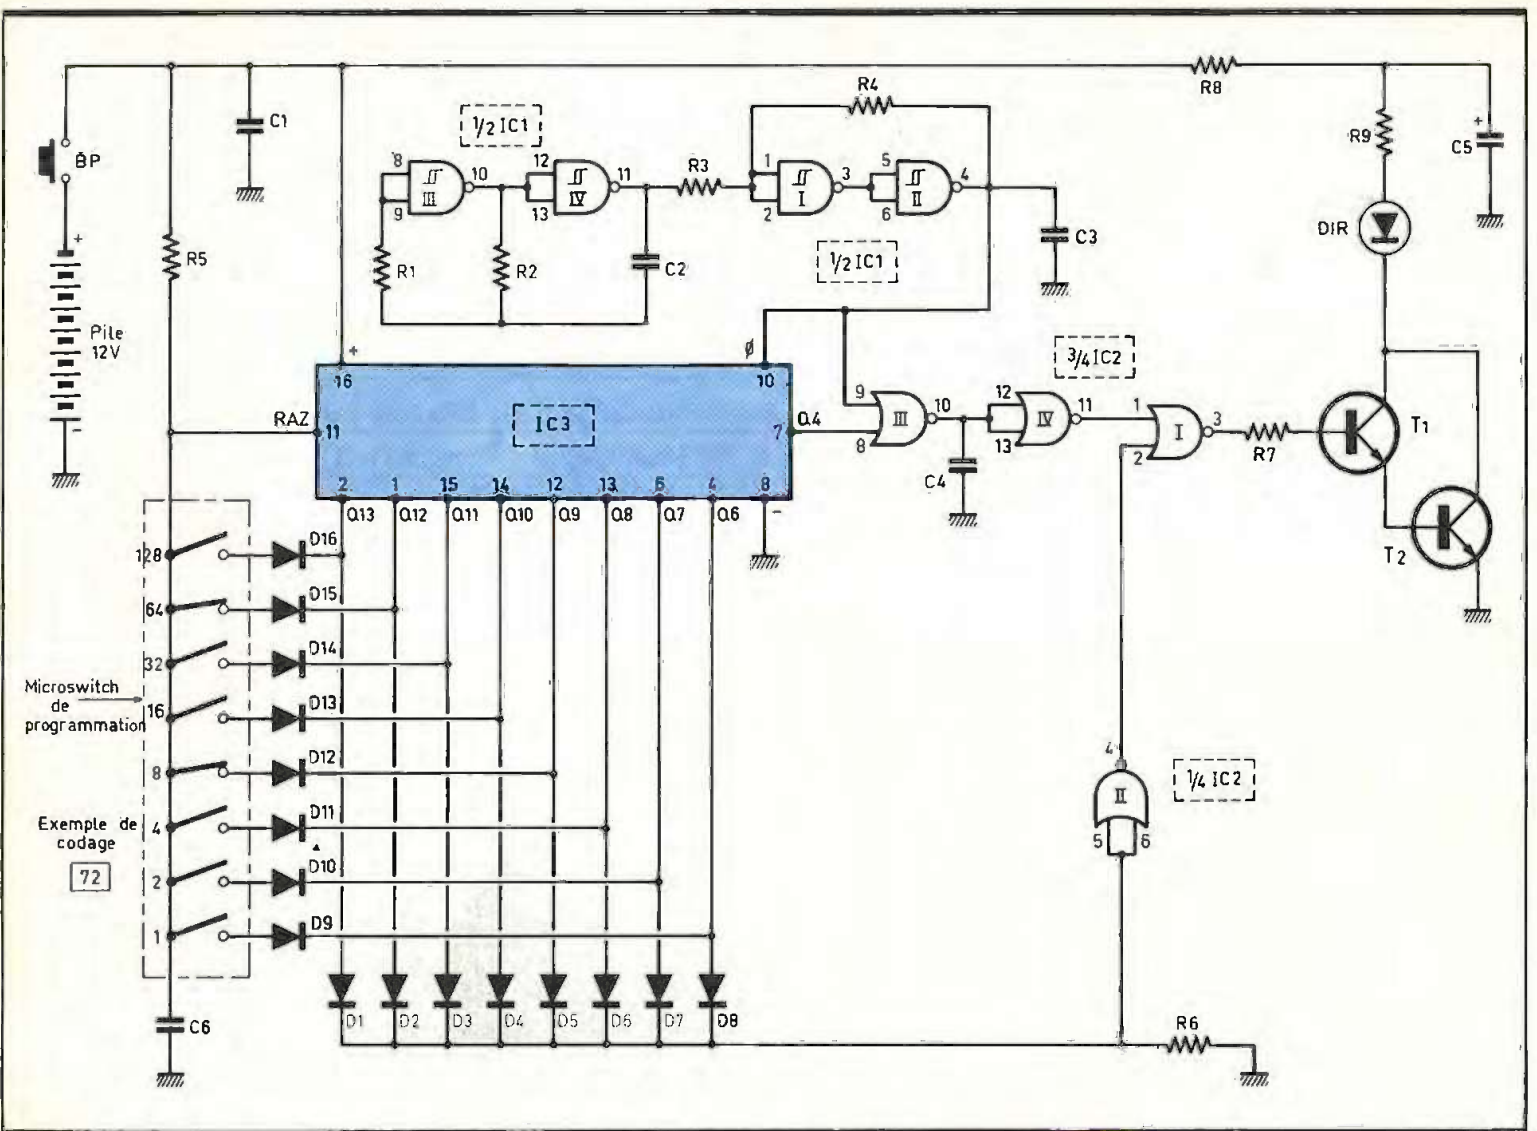 R8
R4
C1
½ IC1
R9
C5
+
BP
8
9
III
10
12
13
IV
11
R3
1
2
I
3
5
6
II
4
DIR
R5
R1
R2
C2
½ IC1
C3
+
Pile
12V
-
+
16
Ø
10
¾ IC2
RAZ
11
IC3
7
Q4
9
8
III
10
12
13
IV
11
1
2
I
3
R7
T1
C4
2
1
15
14
12
13
6
4
8
Q13
Q12
Q11
Q10
Q9
Q8
Q7
Q6
-
T2
128
D16
64
D15
32
D14
Microswitch
de
programmation
16
D13
8
D12
4
¼ IC2
II
5
6
Exemple de
codage
72
4
D11
2
D10
1
D9
C6
D1
D2
D3
D4
D5
D6
D7
D8
R6